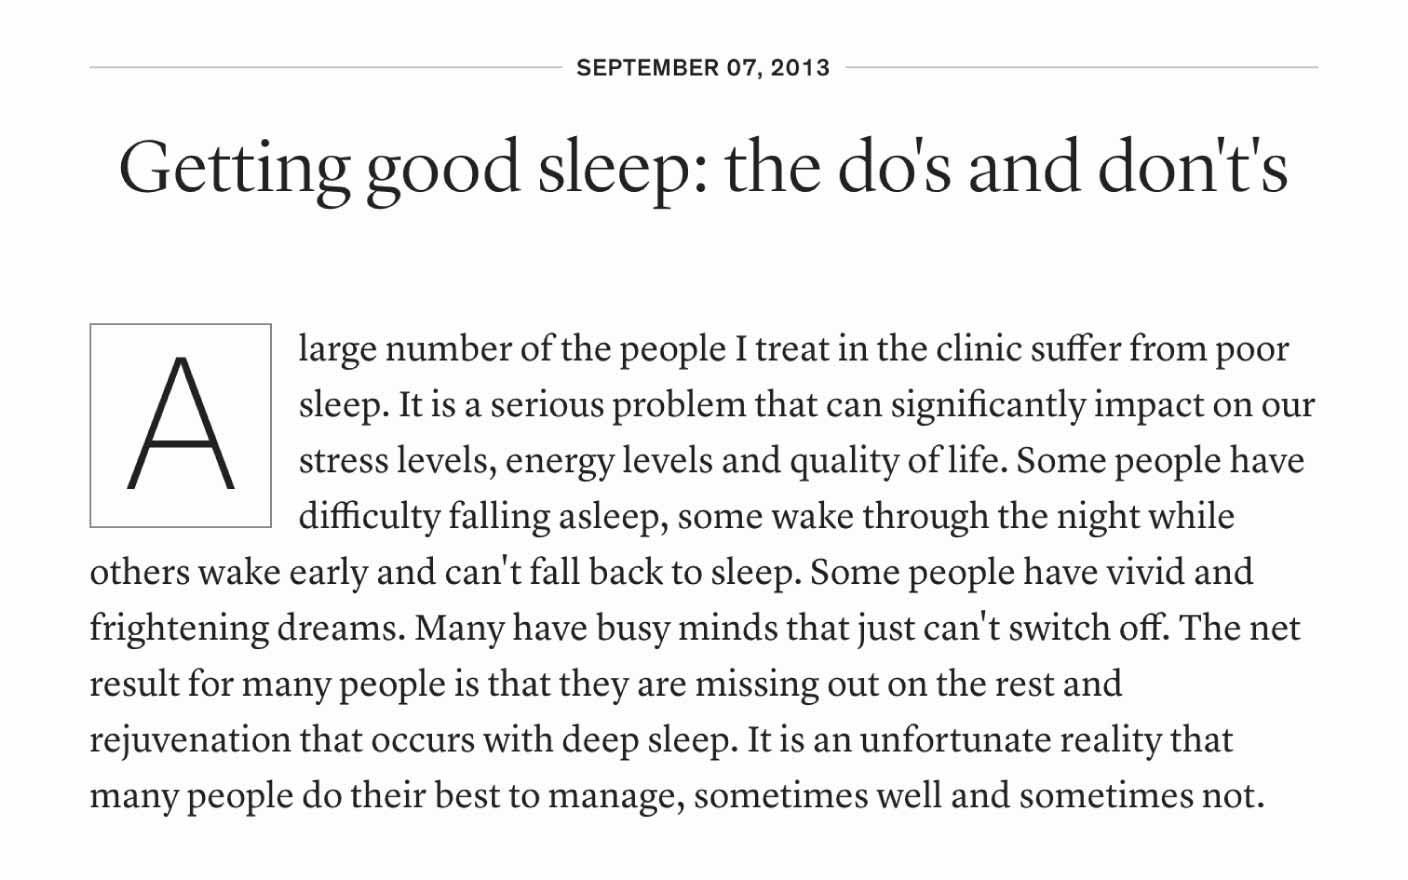 SEPTEMBER 07, 2013
Getting good sleep: the do's and don't's
A large number of the people I treat in the clinic suffer from poor
sleep. It is a serious problem that can significantly impact on our
stress levels, energy levels and quality of life. Some people have
difficulty falling asleep, some wake through the night while
others wake early and can't fall back to sleep. Some people have vivid and
frightening dreams. Many have busy minds that just can't switch off. The net
result for many people is that they are missing out on the rest and
rejuvenation that occurs with deep sleep. It is an unfortunate reality that
many people do their best to manage, sometimes well and sometimes not.